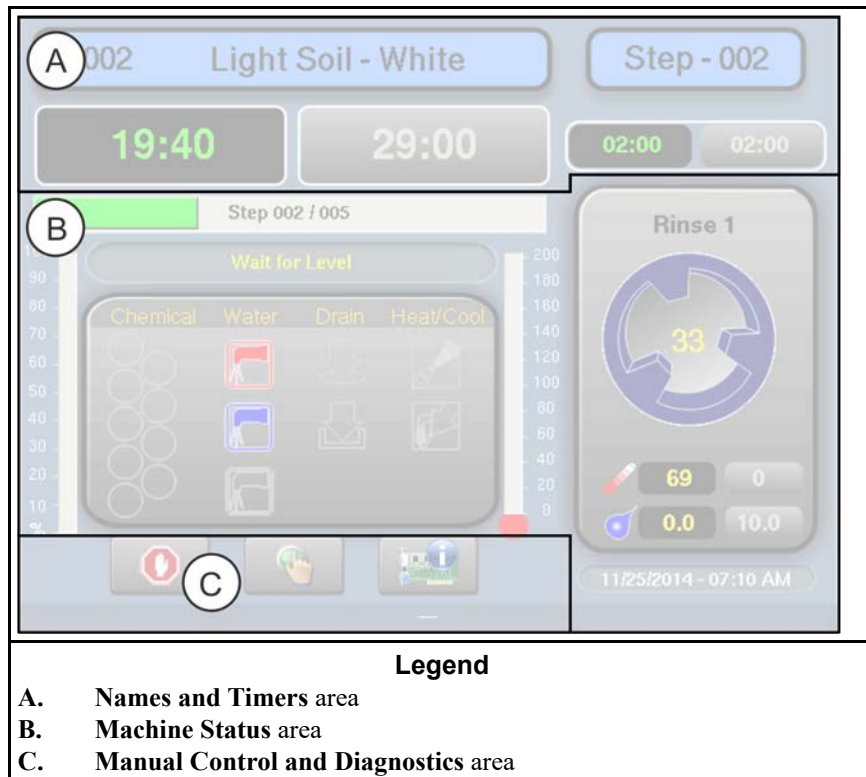 A 002 Light Soil - White Step - 002
19:40 29:00 02:00 02:00
B Step 002 / 005
Rinse 1
Wait for Level
Chemical Water Drain Heat/Cool
90
80
70
60
50
40
30
20
10
%
200
180
160
140
120
100
80
60
40
20
0
33
69 0
0.0 10.0
C
11/25/2014 - 07:10 AM
Legend
A. Names and Timers area
B. Machine Status area
C. Manual Control and Diagnostics area